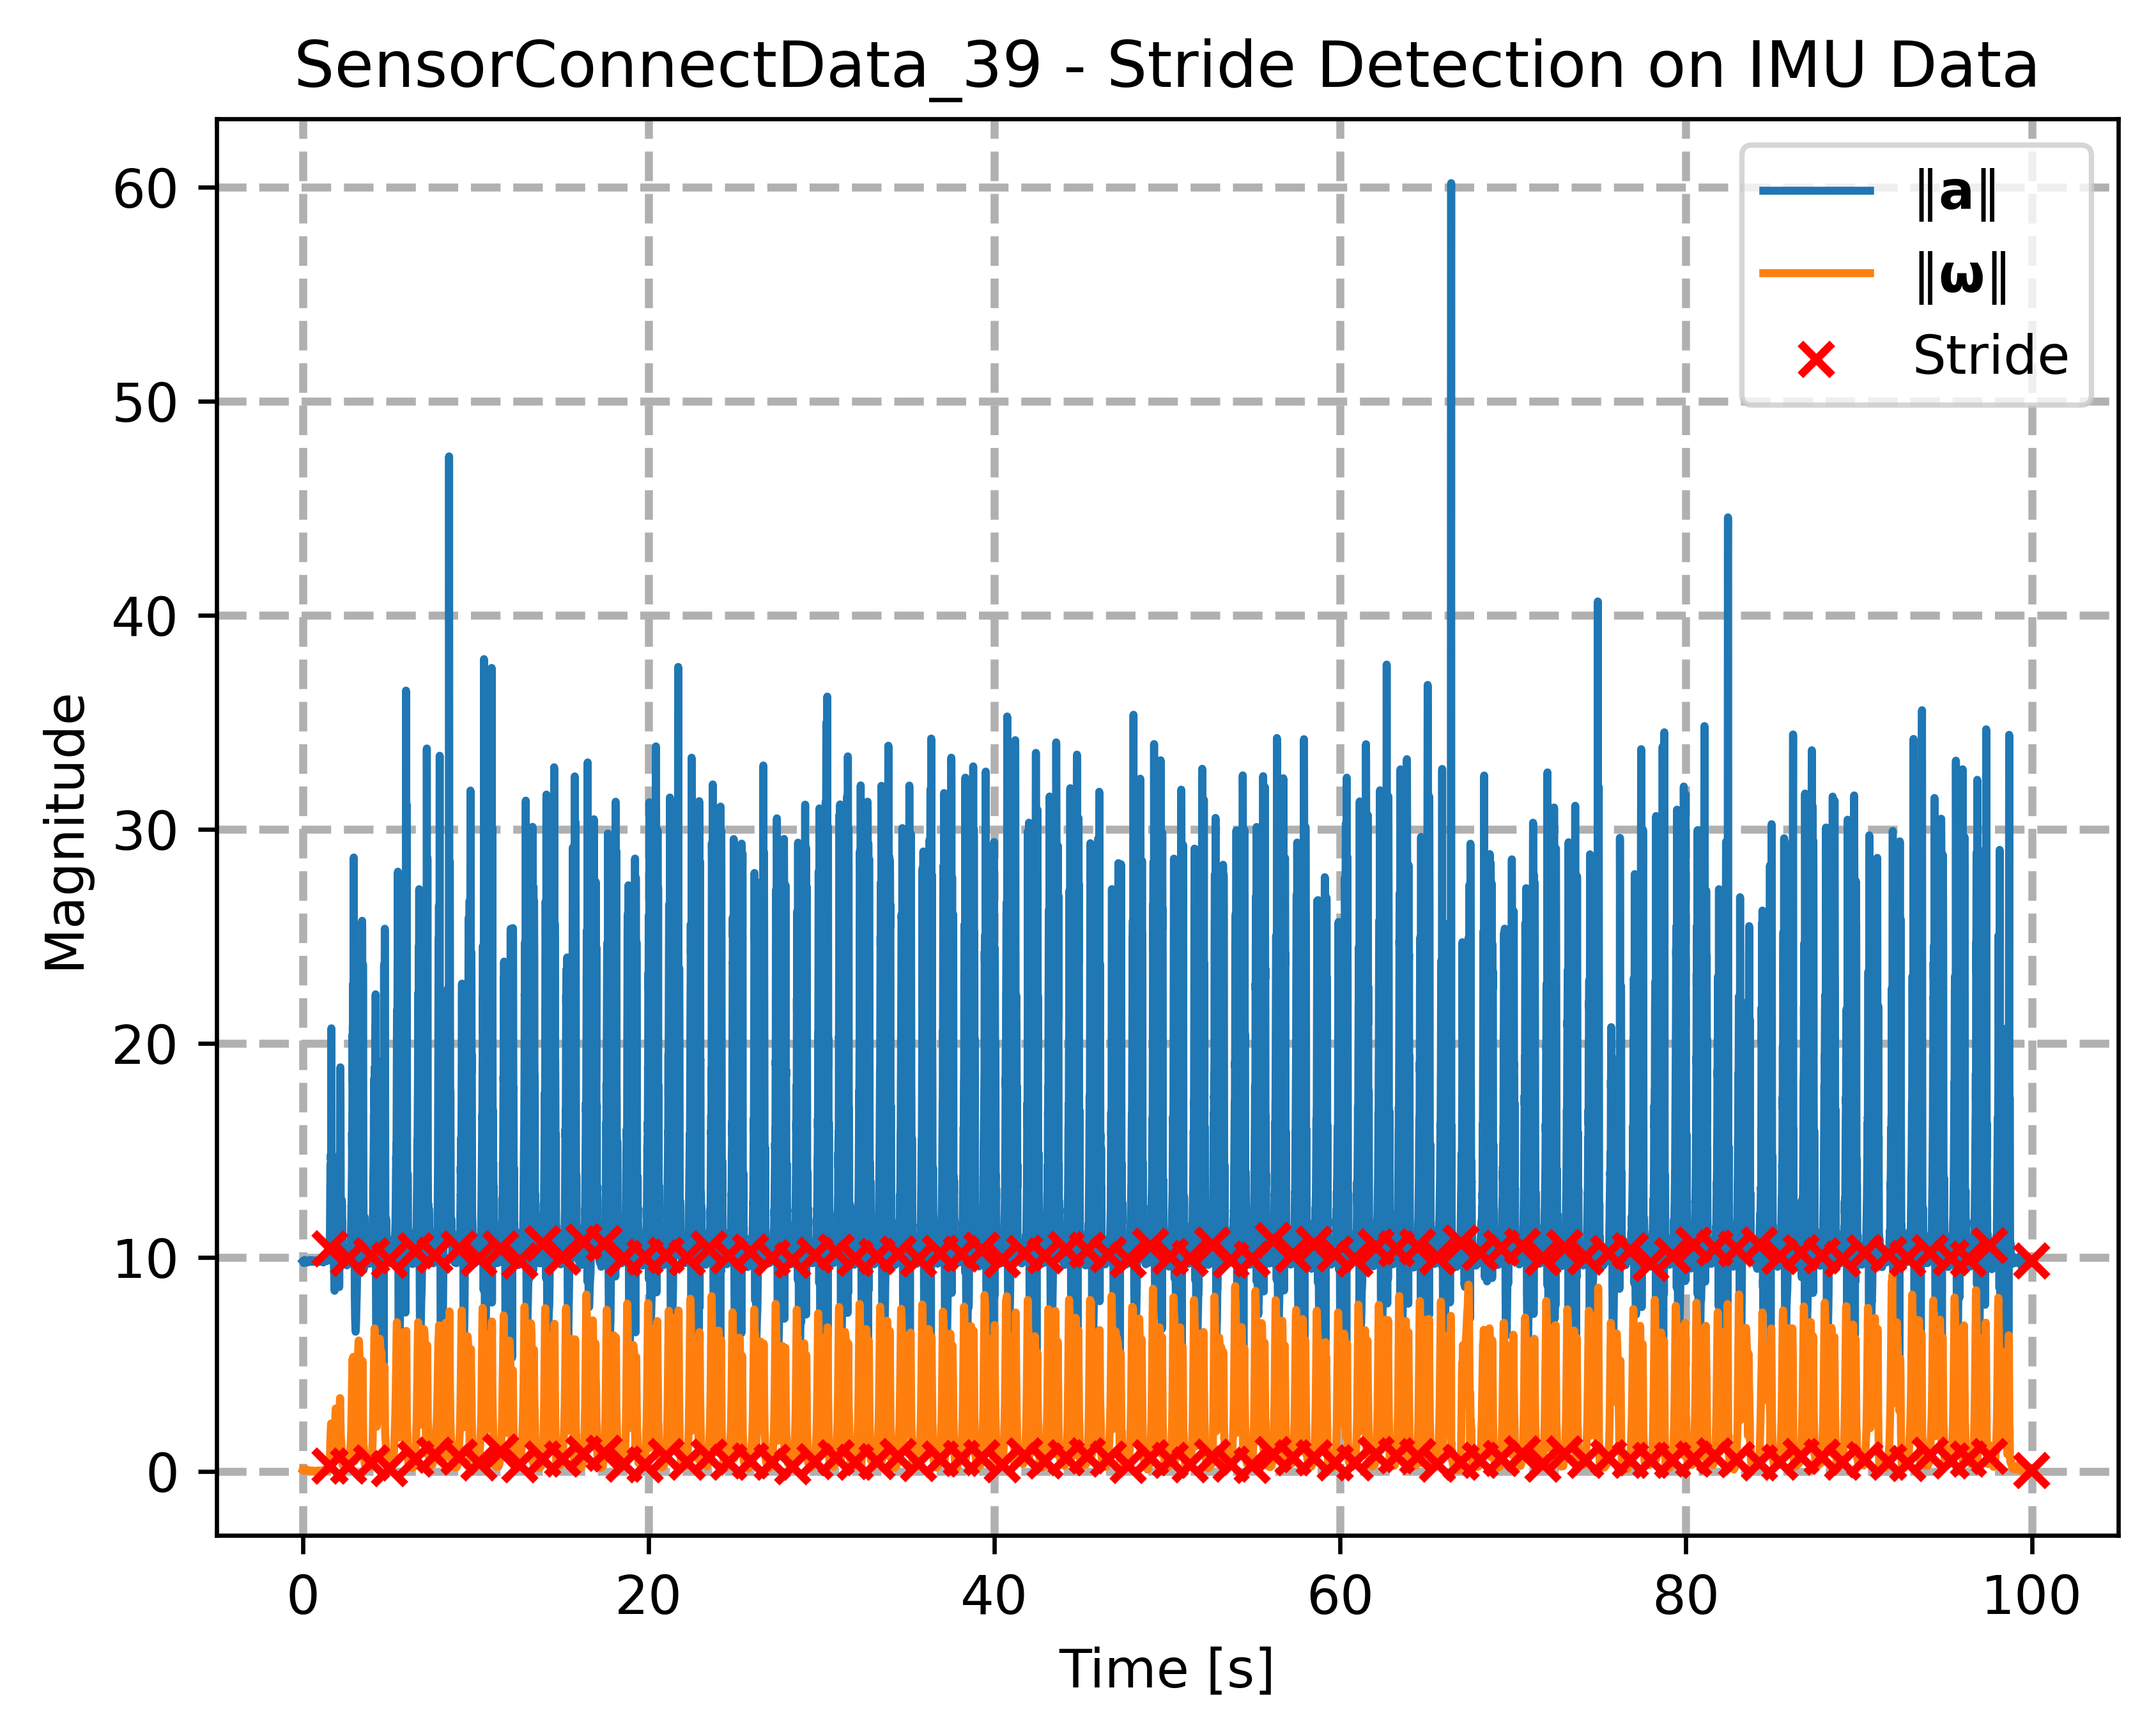 SensorConnectData_39 - Stride Detection on IMU Data
‖a‖
‖ω‖
Stride
Magnitude
60
50
40
30
20
10
0
0 20 40 60 80 100
Time [s]